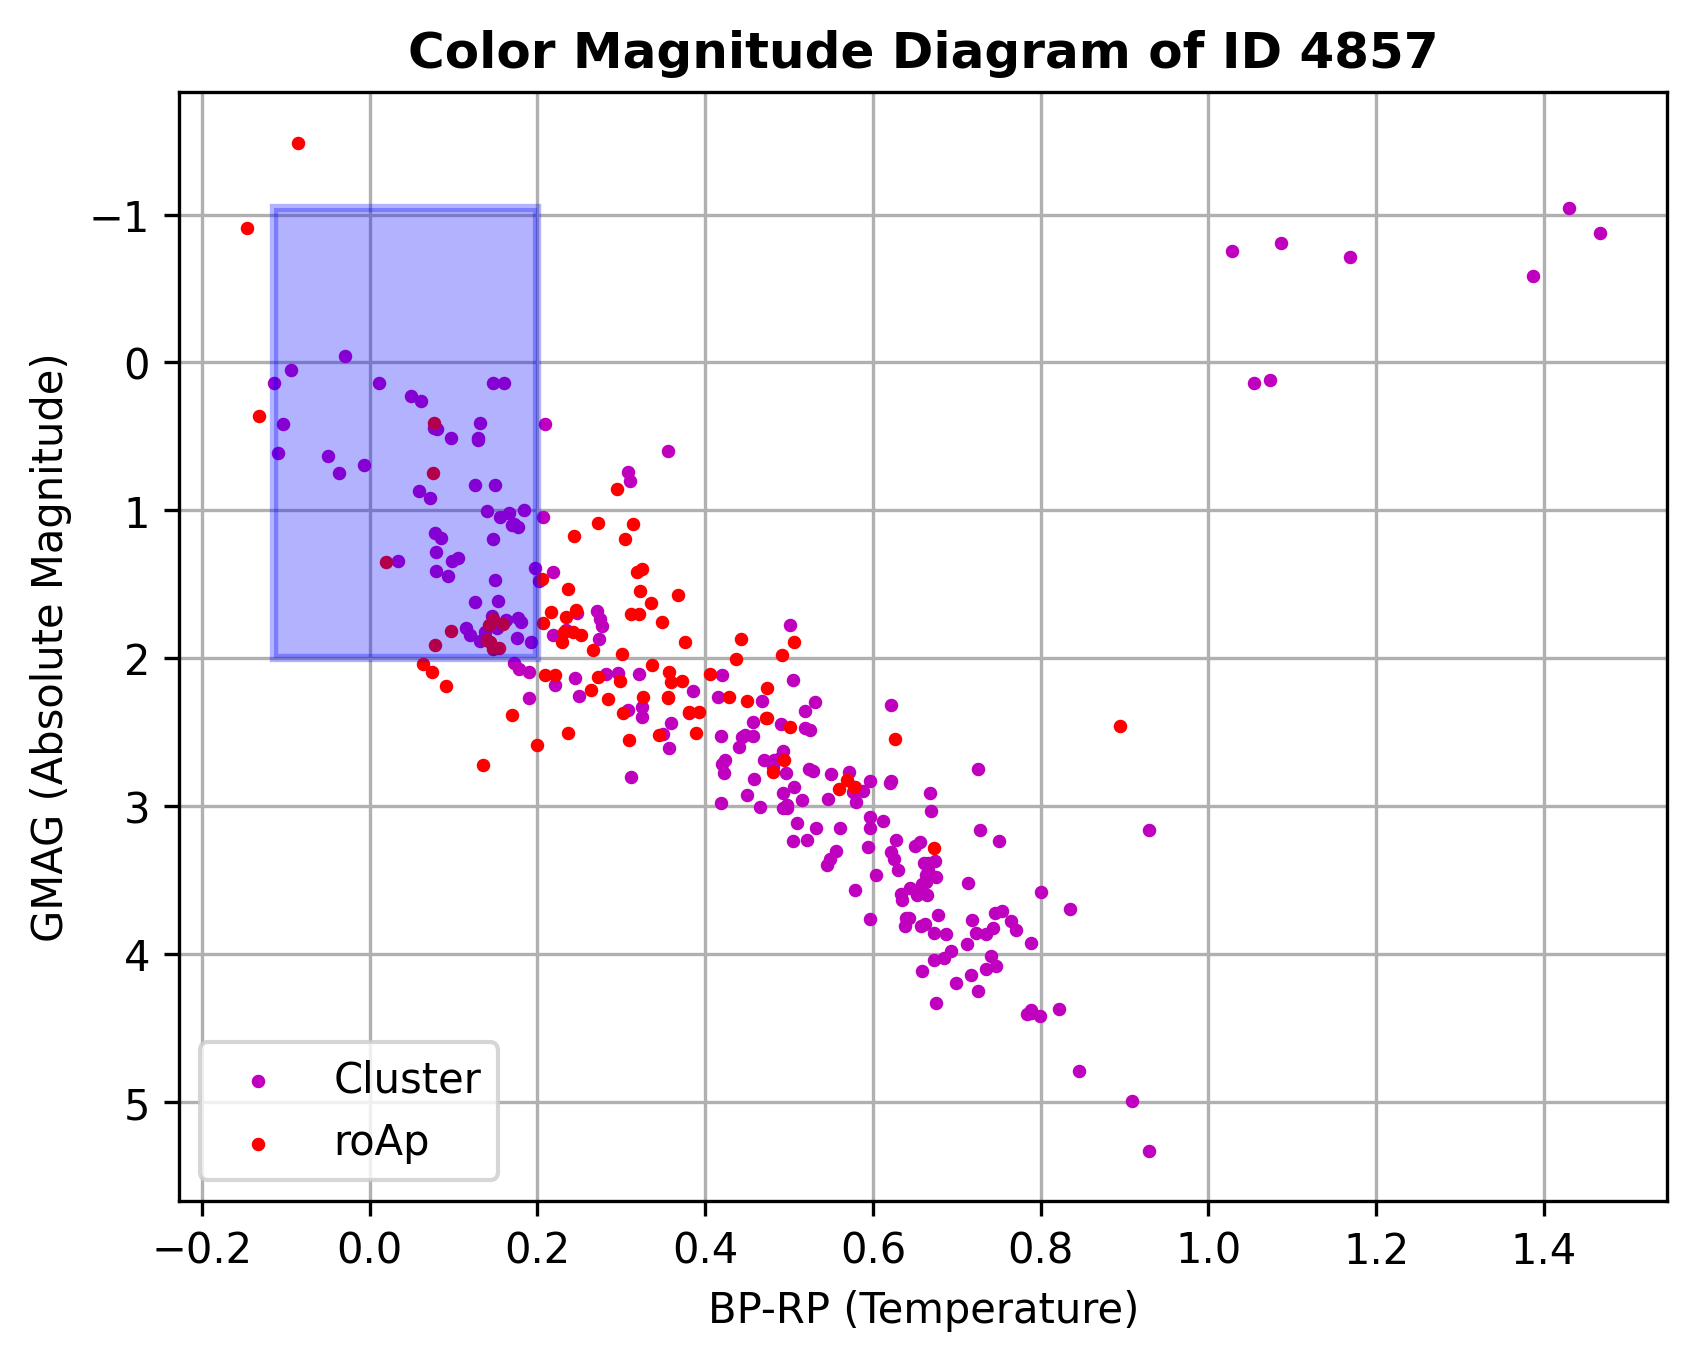 Color Magnitude Diagram of ID 4857
GMAG (Absolute Magnitude)
−1
0
1
2
3
4
5
Cluster
roAp
−0.2 0.0 0.2 0.4 0.6 0.8 1.0 1.2 1.4
BP-RP (Temperature)